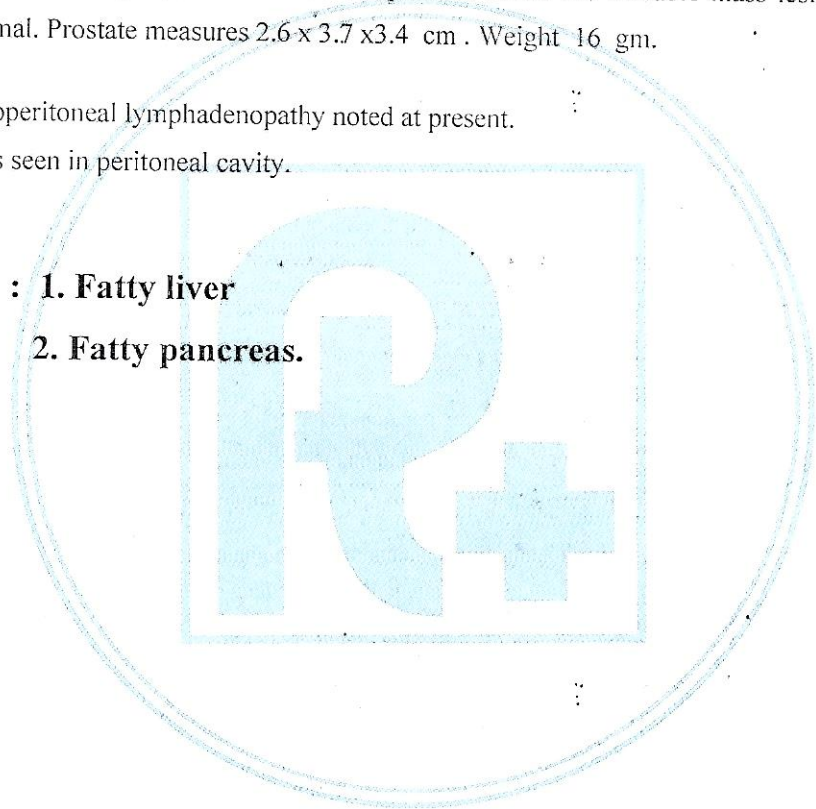 nal. Prostate measures 2.6 x 3.7 x3.4 cm . Weight 16 gm.
operitoneal lymphadenopathy noted at present.
s seen in peritoneal cavity.
: 1. Fatty liver
2. Fatty pancreas.